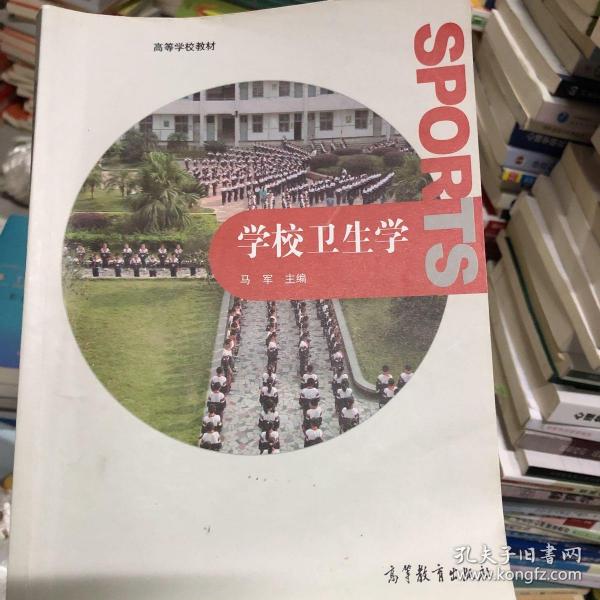 高等学校教材
SPORTS
学校卫生学
马军 主编
高等教育出版社
孔夫子旧书网
www.kongfz.com